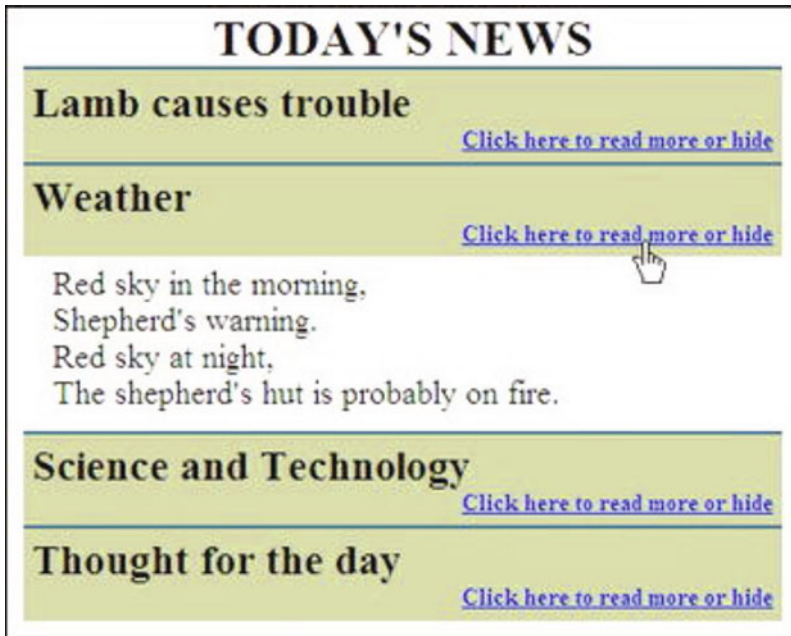 TODAY'S NEWS
Lamb causes trouble
Click here to read more or hide
Weather
Click here to read more or hide
Red sky in the morning,
Shepherd's warning.
Red sky at night,
The shepherd's hut is probably on fire.
Science and Technology
Click here to read more or hide
Thought for the day
Click here to read more or hide